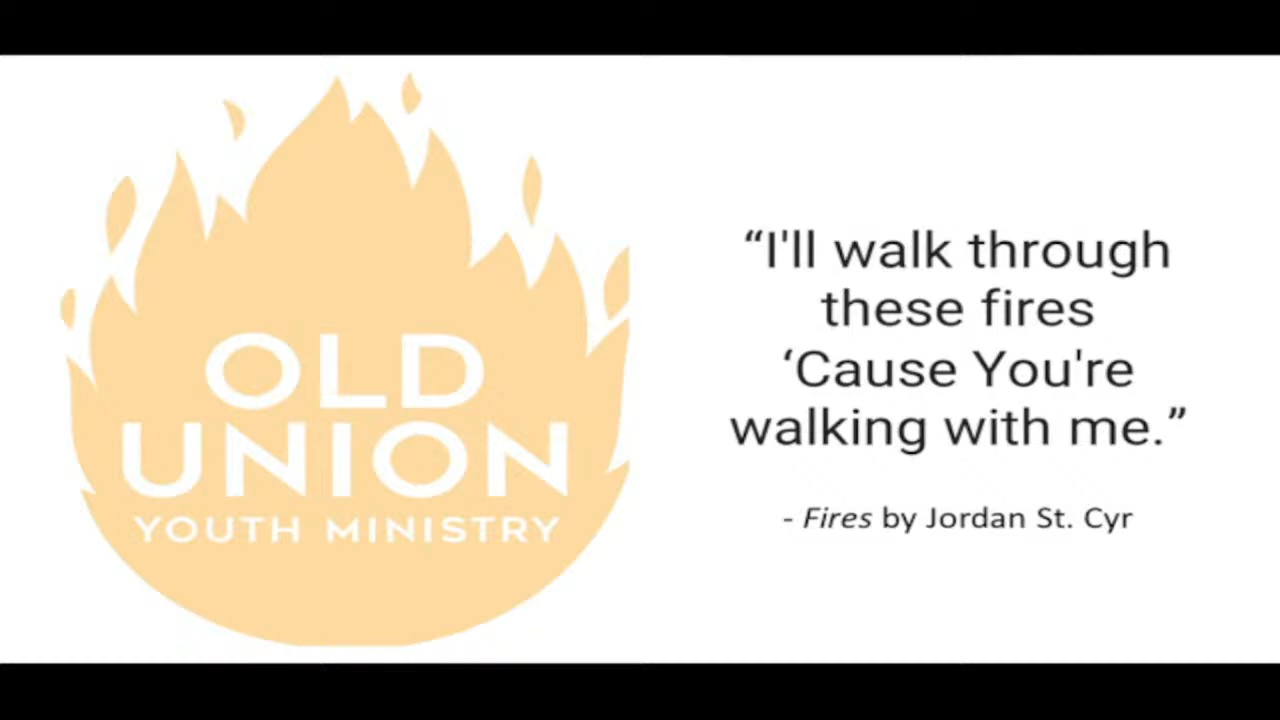 OLD
UNION
YOUTH MINISTRY
“I'll walk through
these fires
‘Cause You're
walking with me.”
- Fires by Jordan St. Cyr